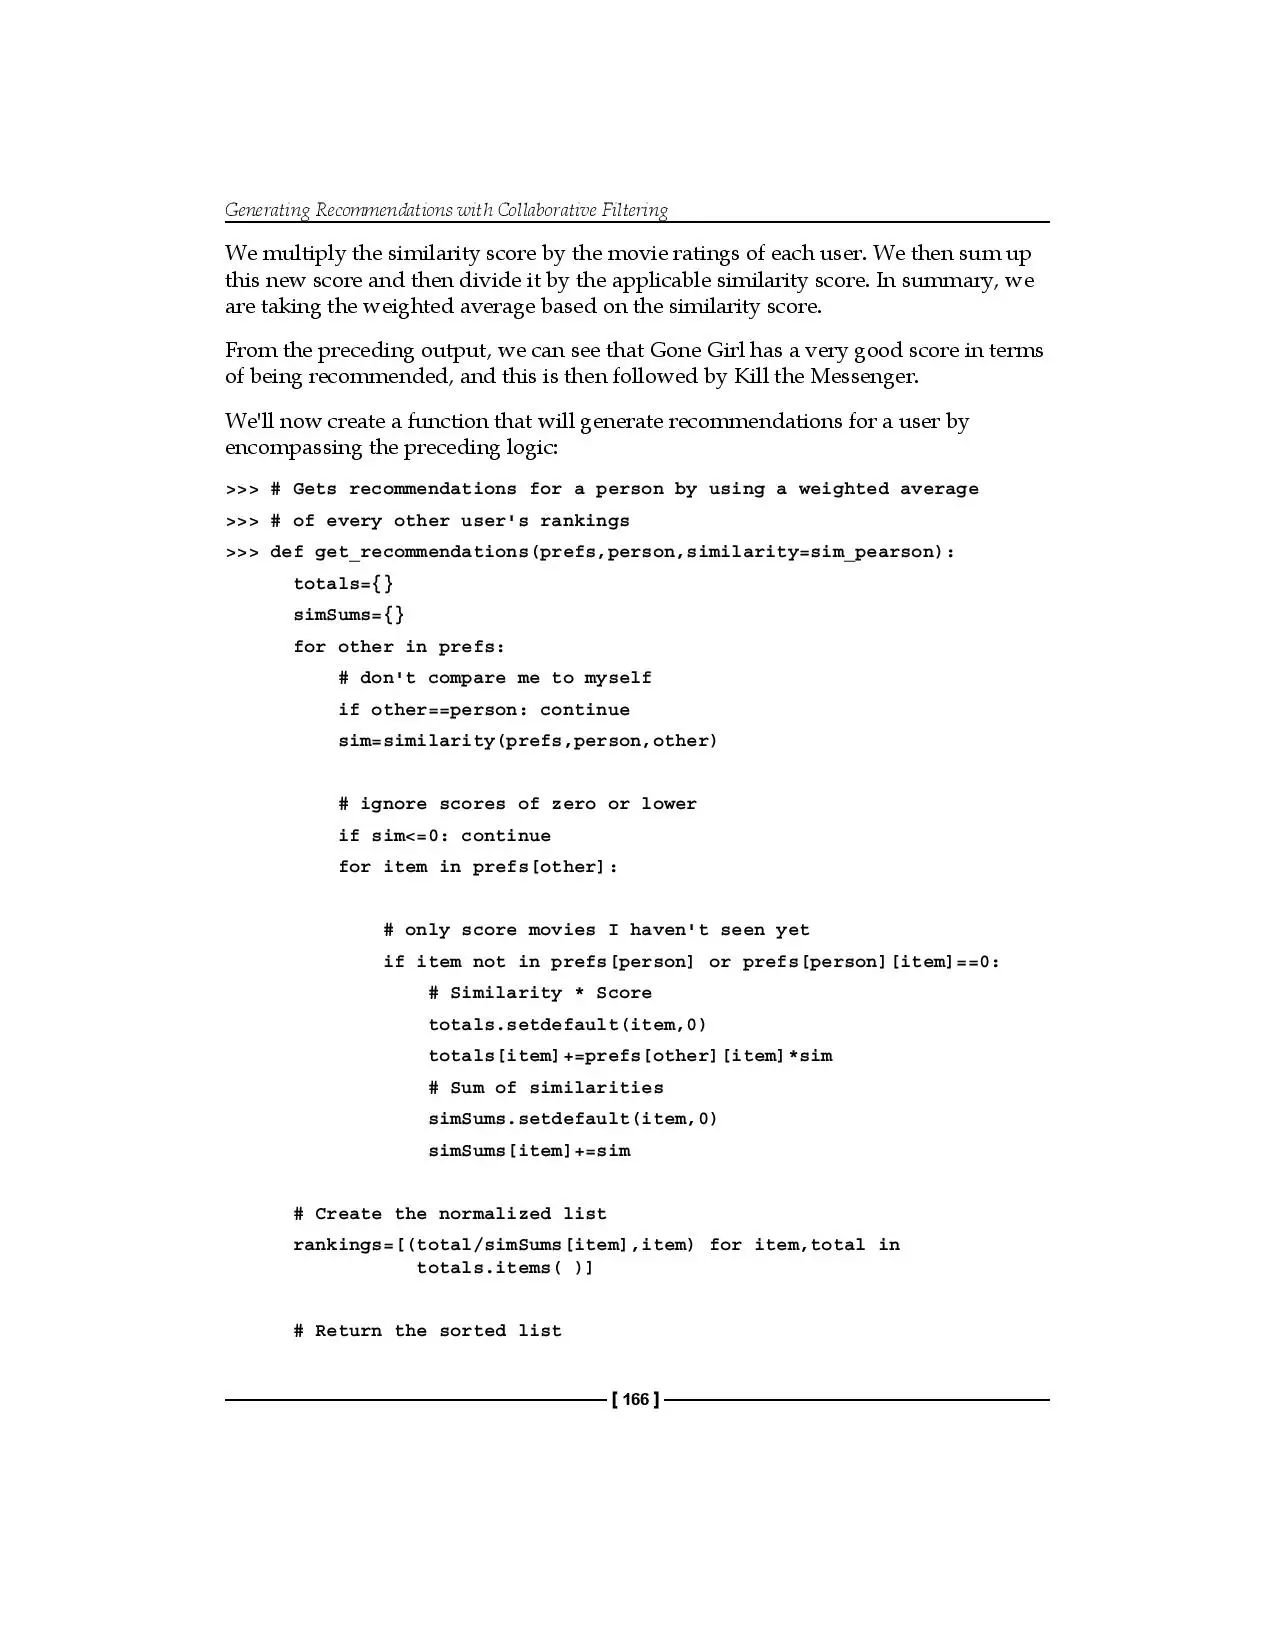 Generating Recommendations with Collaborative Filtering
We multiply the similarity score by the movie ratings of each user. We then sum up
this new score and then divide it by the applicable similarity score. In summary, we
are taking the weighted average based on the similarity score.
From the preceding output, we can see that Gone Girl has a very good score in terms
of being recommended, and this is then followed by Kill the Messenger.
We'll now create a function that will generate recommendations for a user by
encompassing the preceding logic:
>>> # Gets recommendations for a person by using a weighted average
>>> # of every other user's rankings
>>> def get_recommendations(prefs,person,similarity=sim_pearson):
totals={}
simSums={}
for other in prefs:
# don't compare me to myself
if other==person: continue
sim=similarity(prefs,person,other)
# ignore scores of zero or lower
if sim<=0: continue
for item in prefs[other]:
# only score movies I haven't seen yet
if item not in prefs[person] or prefs[person][item]==0:
# Similarity * Score
totals.setdefault(item,0)
totals[item]+=prefs[other][item]*sim
# Sum of similarities
simSums.setdefault(item,0)
simSums[item]+=sim
# Create the normalized list
rankings=[(total/simSums[item],item) for item,total in
totals.items( )]
# Return the sorted list
[ 166 ]